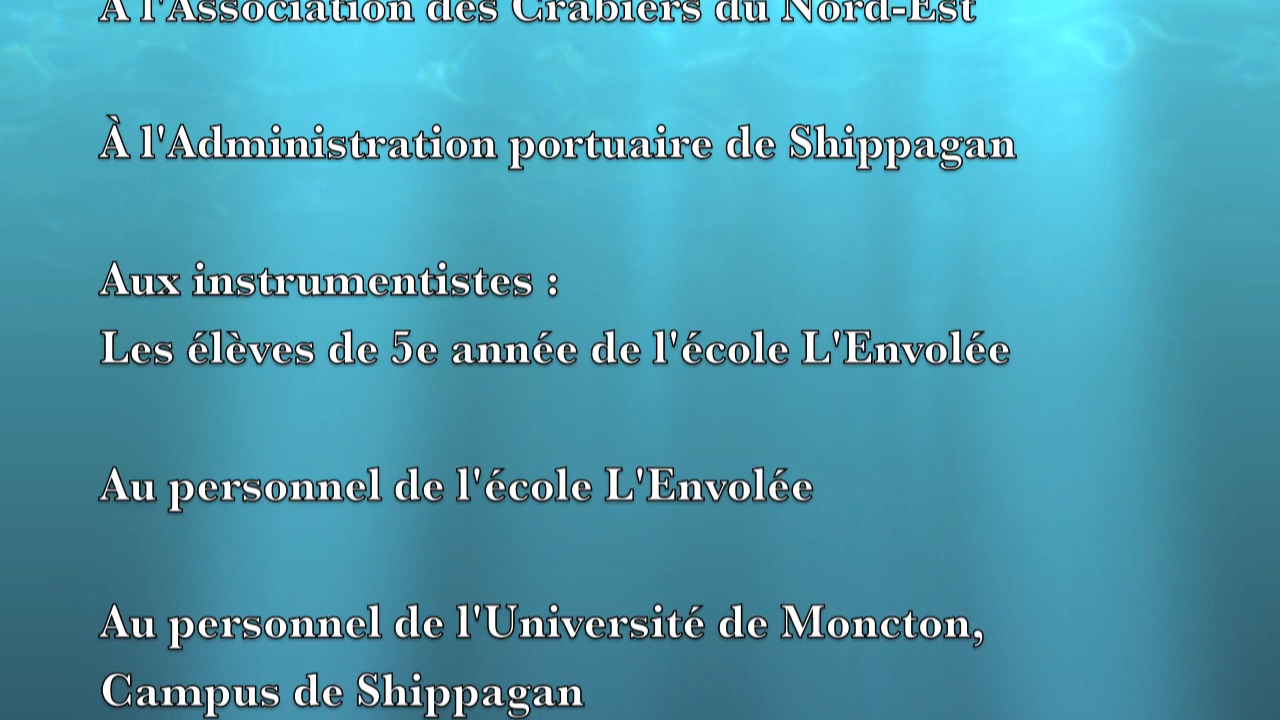 À l'Association des Crabiers du Nord-Est
À l'Administration portuaire de Shippagan
Aux instrumentistes :
Les élèves de 5e année de l'école L'Envolée
Au personnel de l'école L'Envolée
Au personnel de l'Université de Moncton,
Campus de Shippagan